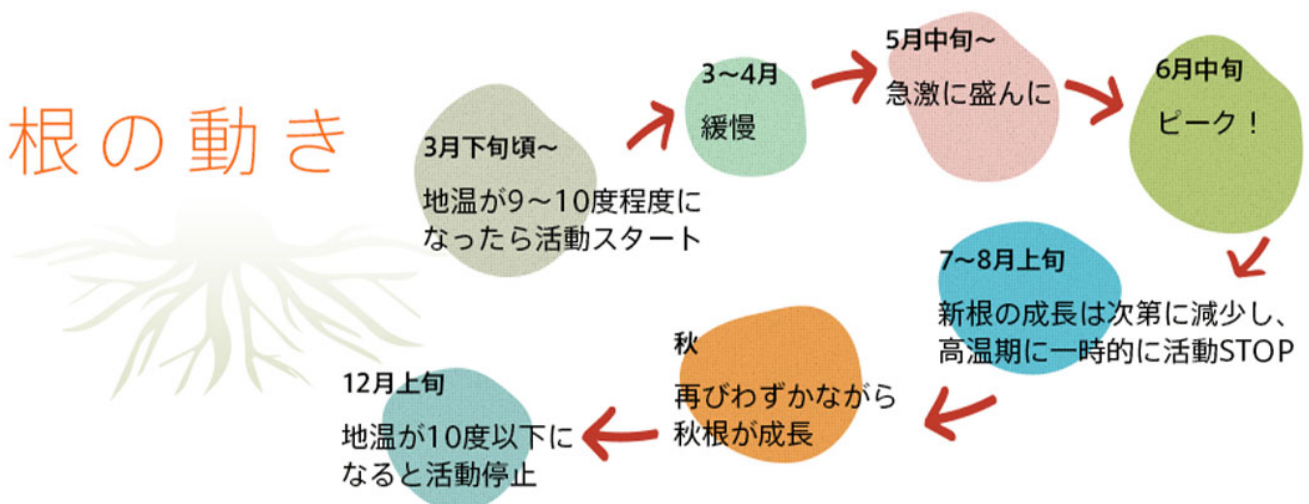 根の動き
3月下旬頃～
地温が9～10度程度に
なったら活動スタート
3～4月
緩慢
5月中旬～
急激に盛んに
6月中旬
ピーク！
7～8月上旬
新根の成長は次第に減少し、
高温期に一時的に活動STOP
秋
再びわずかながら
秋根が成長
12月上旬
地温が10度以下に
なると活動停止